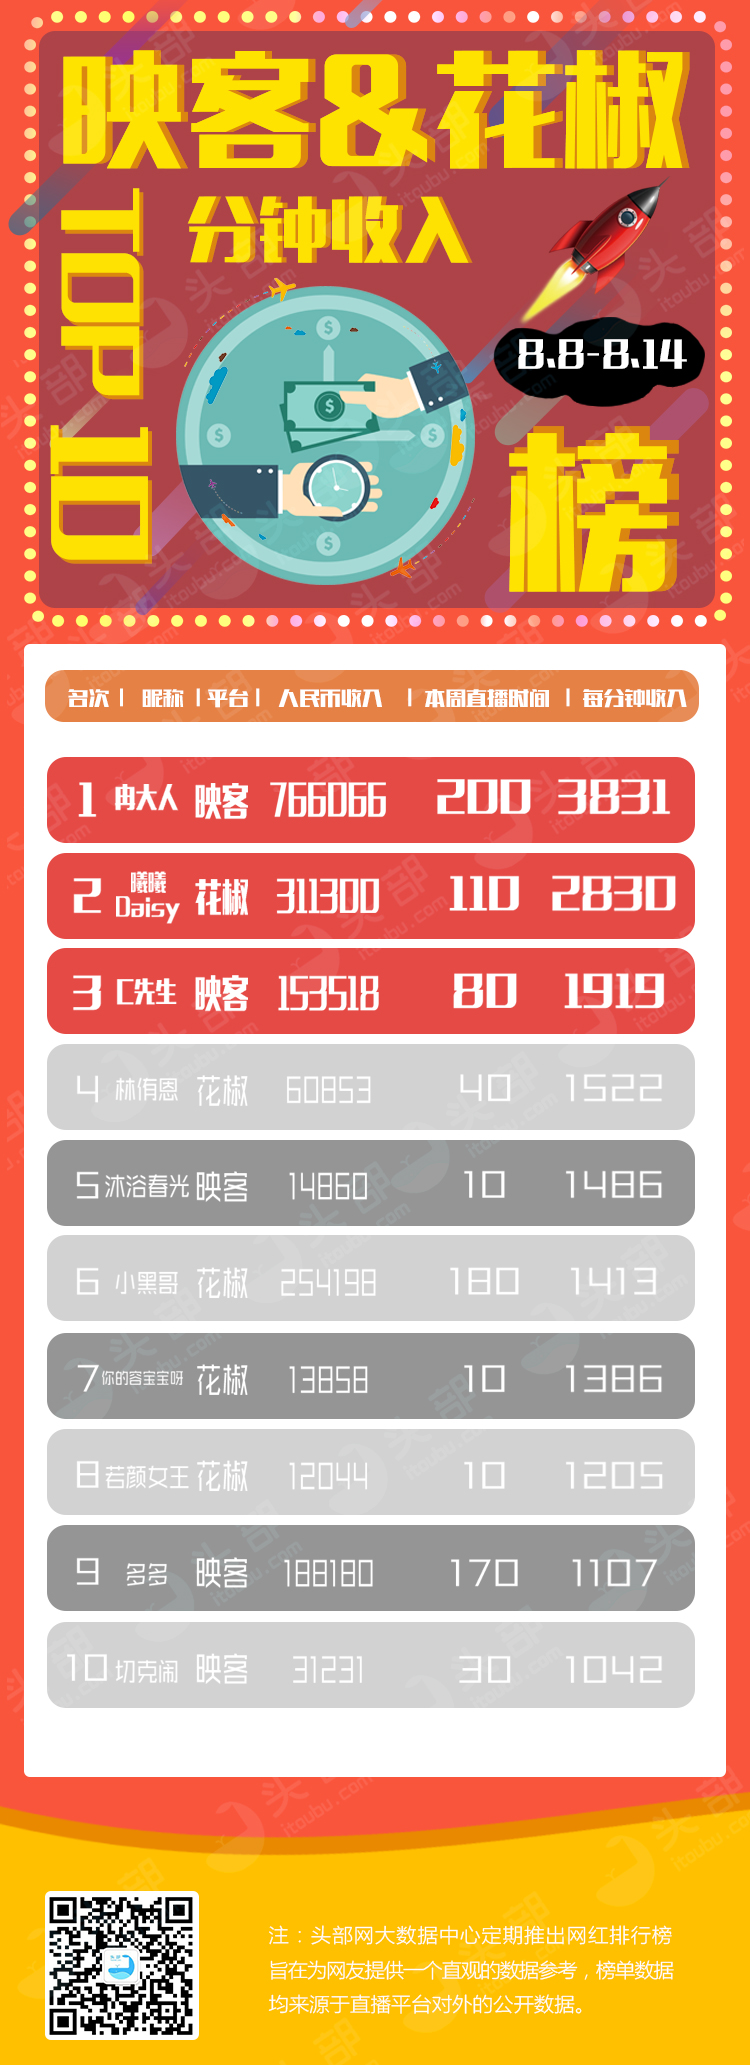 映客&花椒
分钟收入
TOP 10
8.8-8.14
榜
名次 | 昵称 | 平台 | 人民币收入 | 本周直播时间 | 每分钟收入
1 冉大人 映客 766066 200 3831
2 曦曦Daisy 花椒 311300 110 2830
3 C先生 映客 153518 80 1919
4 林侑恩 花椒 60853 40 1522
5 沐浴春光 映客 14860 10 1486
6 小黑哥 花椒 254198 180 1413
7 你的容宝宝呀 花椒 13858 10 1386
8 若颜女王 花椒 12044 10 1205
9 多多 映客 188180 170 1107
10 切克闹 映客 31231 30 1042
注：头部网大数据中心定期推出网红排行榜
旨在为网友提供一个直观的数据参考，榜单数据
均来源于直播平台对外的公开数据。
头部
itoubu.com